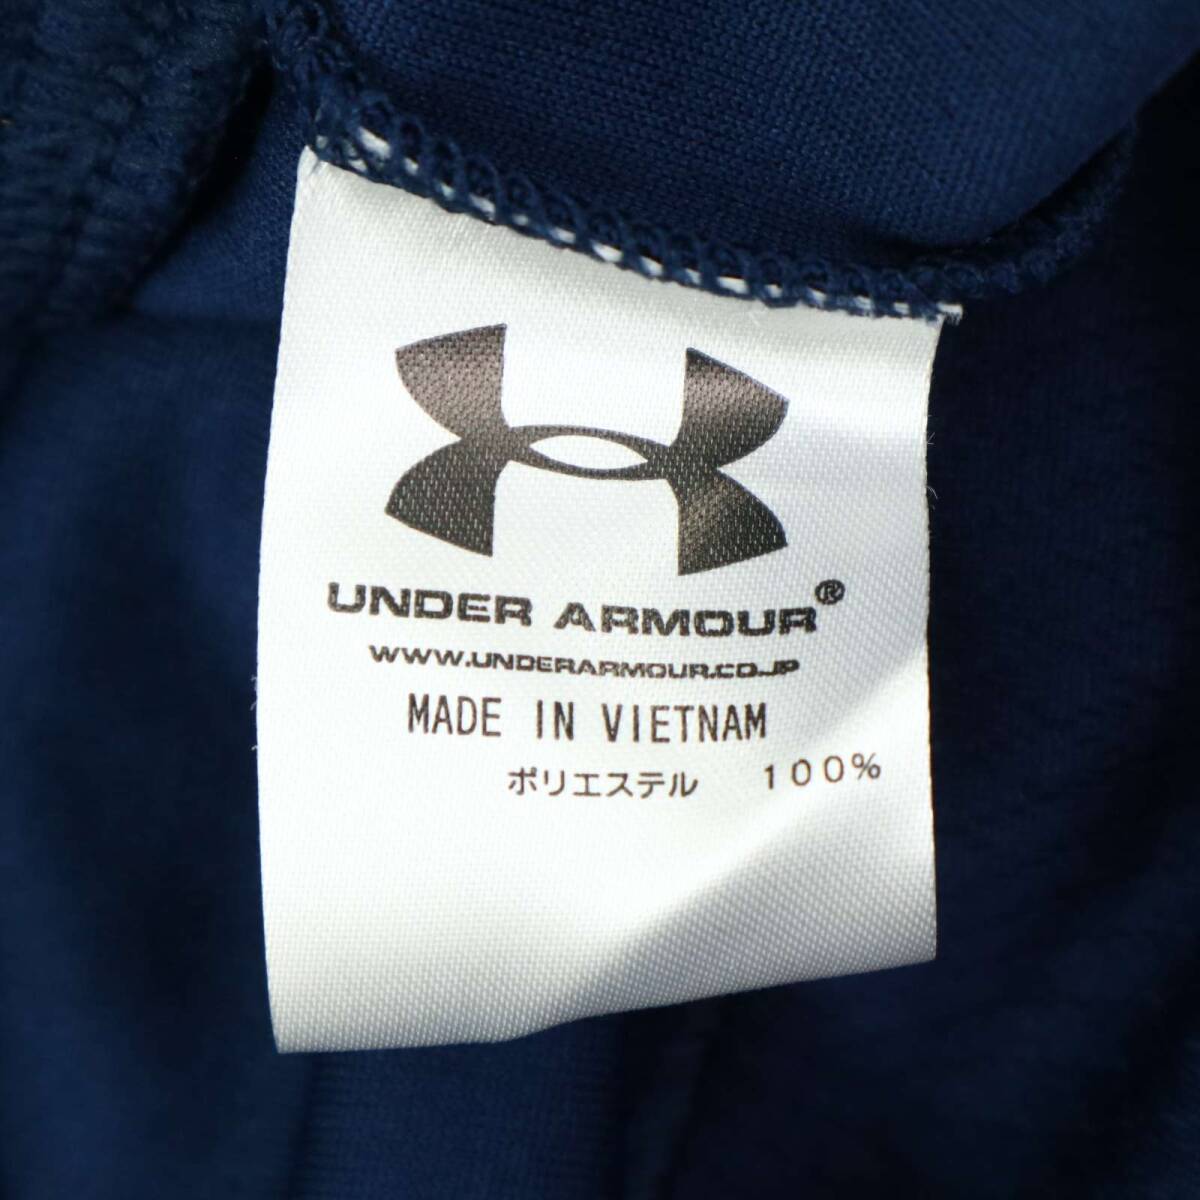 UNDER ARMOUR®
WWW.UNDERARMOUR.CO.JP
MADE IN VIETNAM
ポリエステル 100%